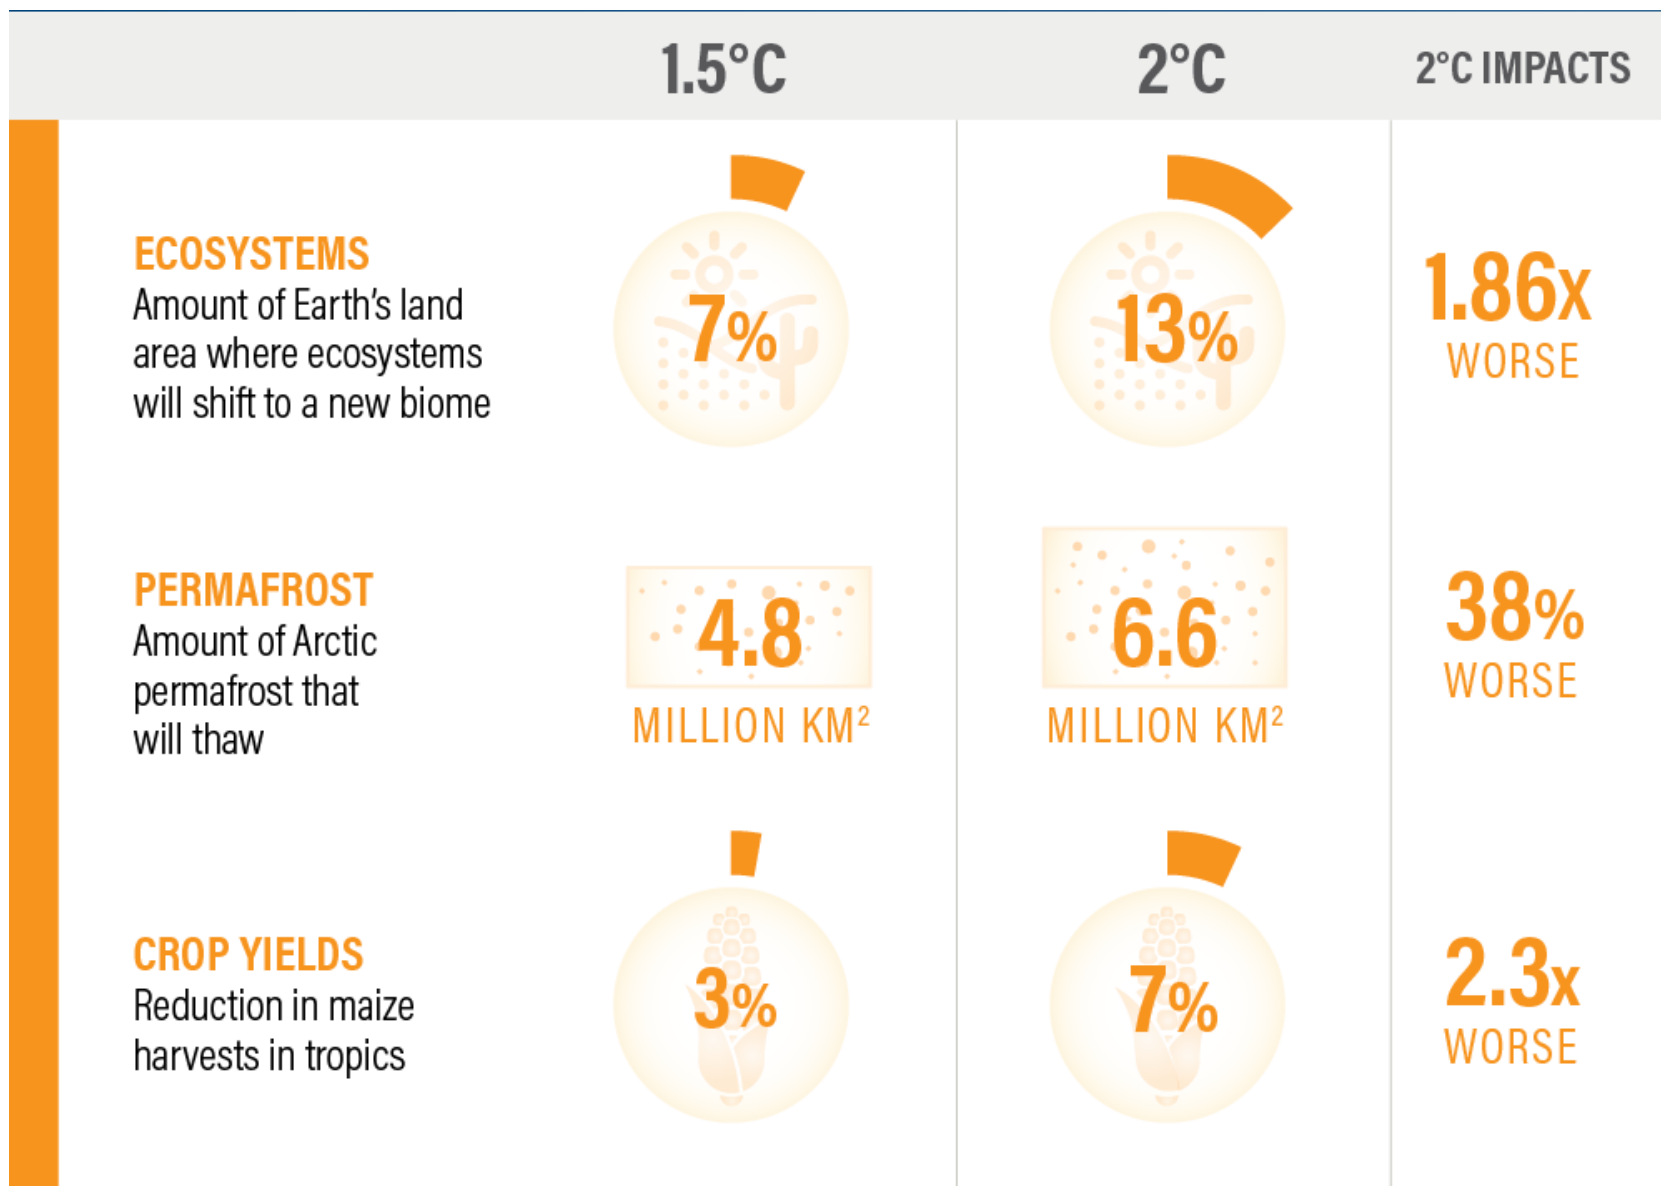 1.5°C 2°C 2°C IMPACTS
ECOSYSTEMS
Amount of Earth's land
area where ecosystems
will shift to a new biome
7%
13%
1.86x
WORSE
PERMAFROST
Amount of Arctic
permafrost that
will thaw
4.8
MILLION KM²
6.6
MILLION KM²
38%
WORSE
CROP YIELDS
Reduction in maize
harvests in tropics
3%
7%
2.3x
WORSE